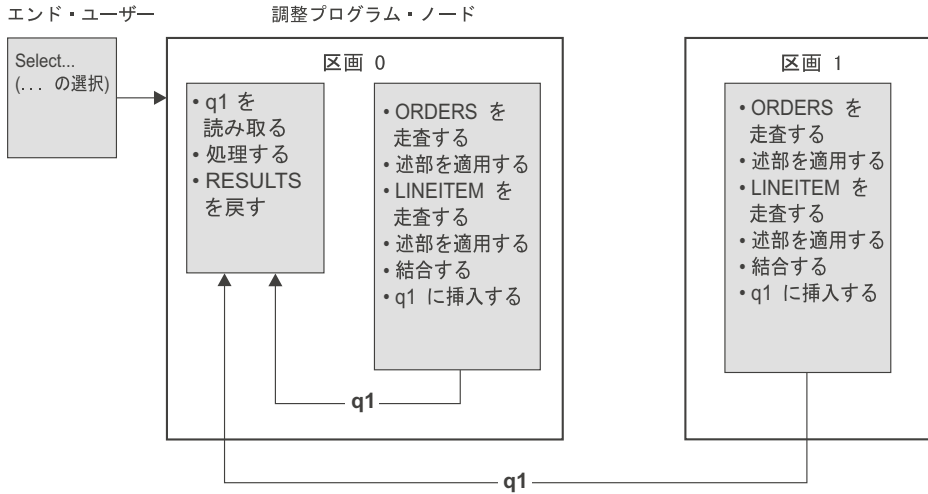 エンド・ユーザー
調整プログラム・ノード
Select...
(... の選択)
区画 0
• q1 を
読み取る
• 処理する
• RESULTS
を戻す
• ORDERS を
走査する
• 述部を適用する
• LINEITEM を
走査する
• 述部を適用する
• 結合する
• q1 に挿入する
区画 1
• ORDERS を
走査する
• 述部を適用する
• LINEITEM を
走査する
• 述部を適用する
• 結合する
• q1 に挿入する
q1
q1